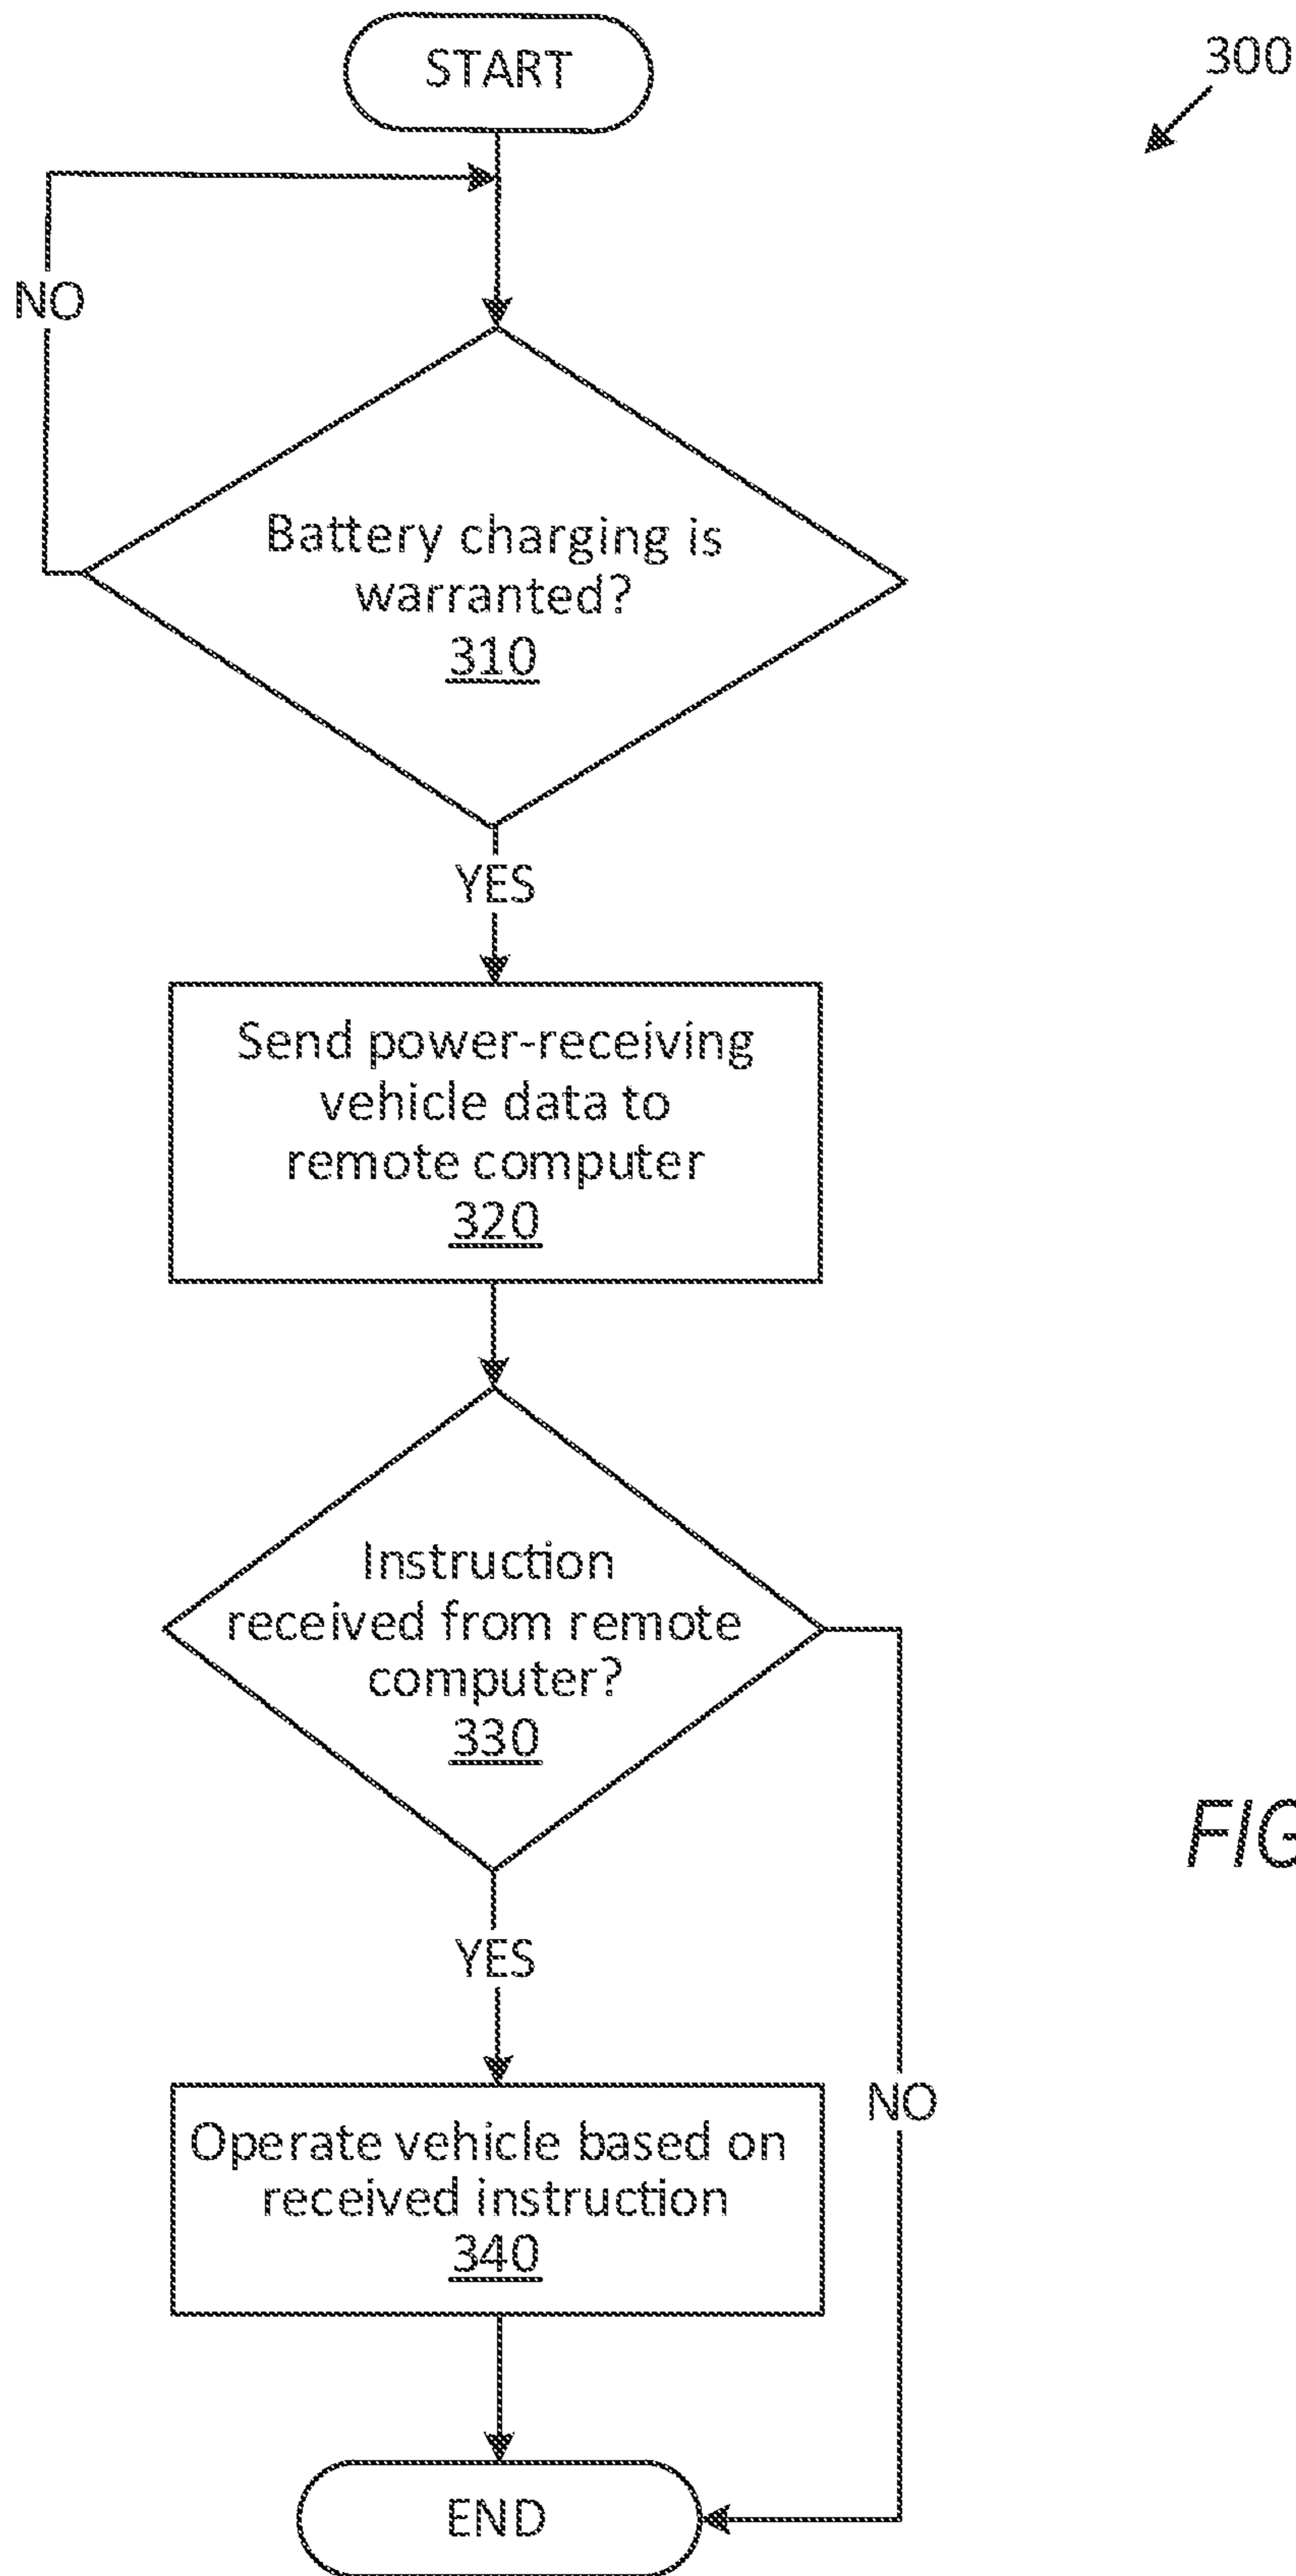 START
300
NO
Battery charging is
warranted?
310
YES
Send power-receiving
vehicle data to
remote computer
320
Instruction
received from remote
computer?
330
FIG
YES
NO
Operate vehicle based on
received instruction
340
END